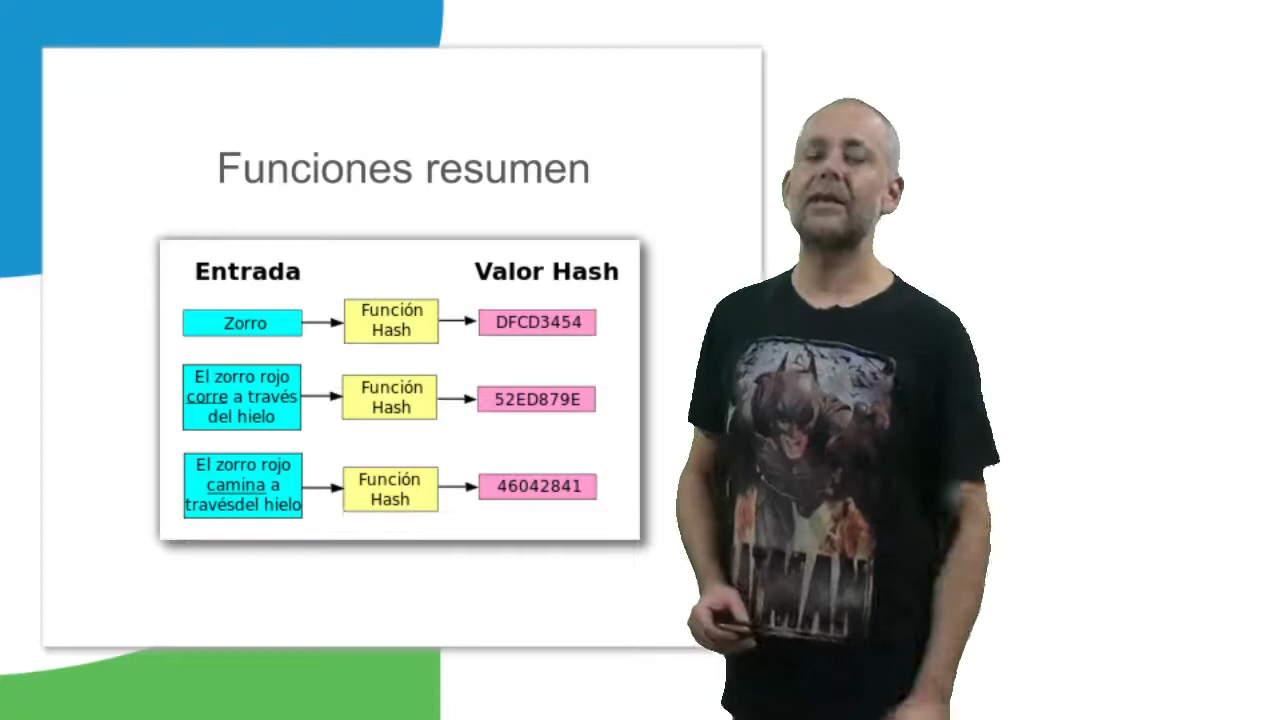 Funciones resumen
Entrada
Valor Hash
Zorro
Función
Hash
DFCD3454
El zorro rojo
corre a través
del hielo
Función
Hash
52ED879E
El zorro rojo
camina a
travésdel hielo
Función
Hash
46042841